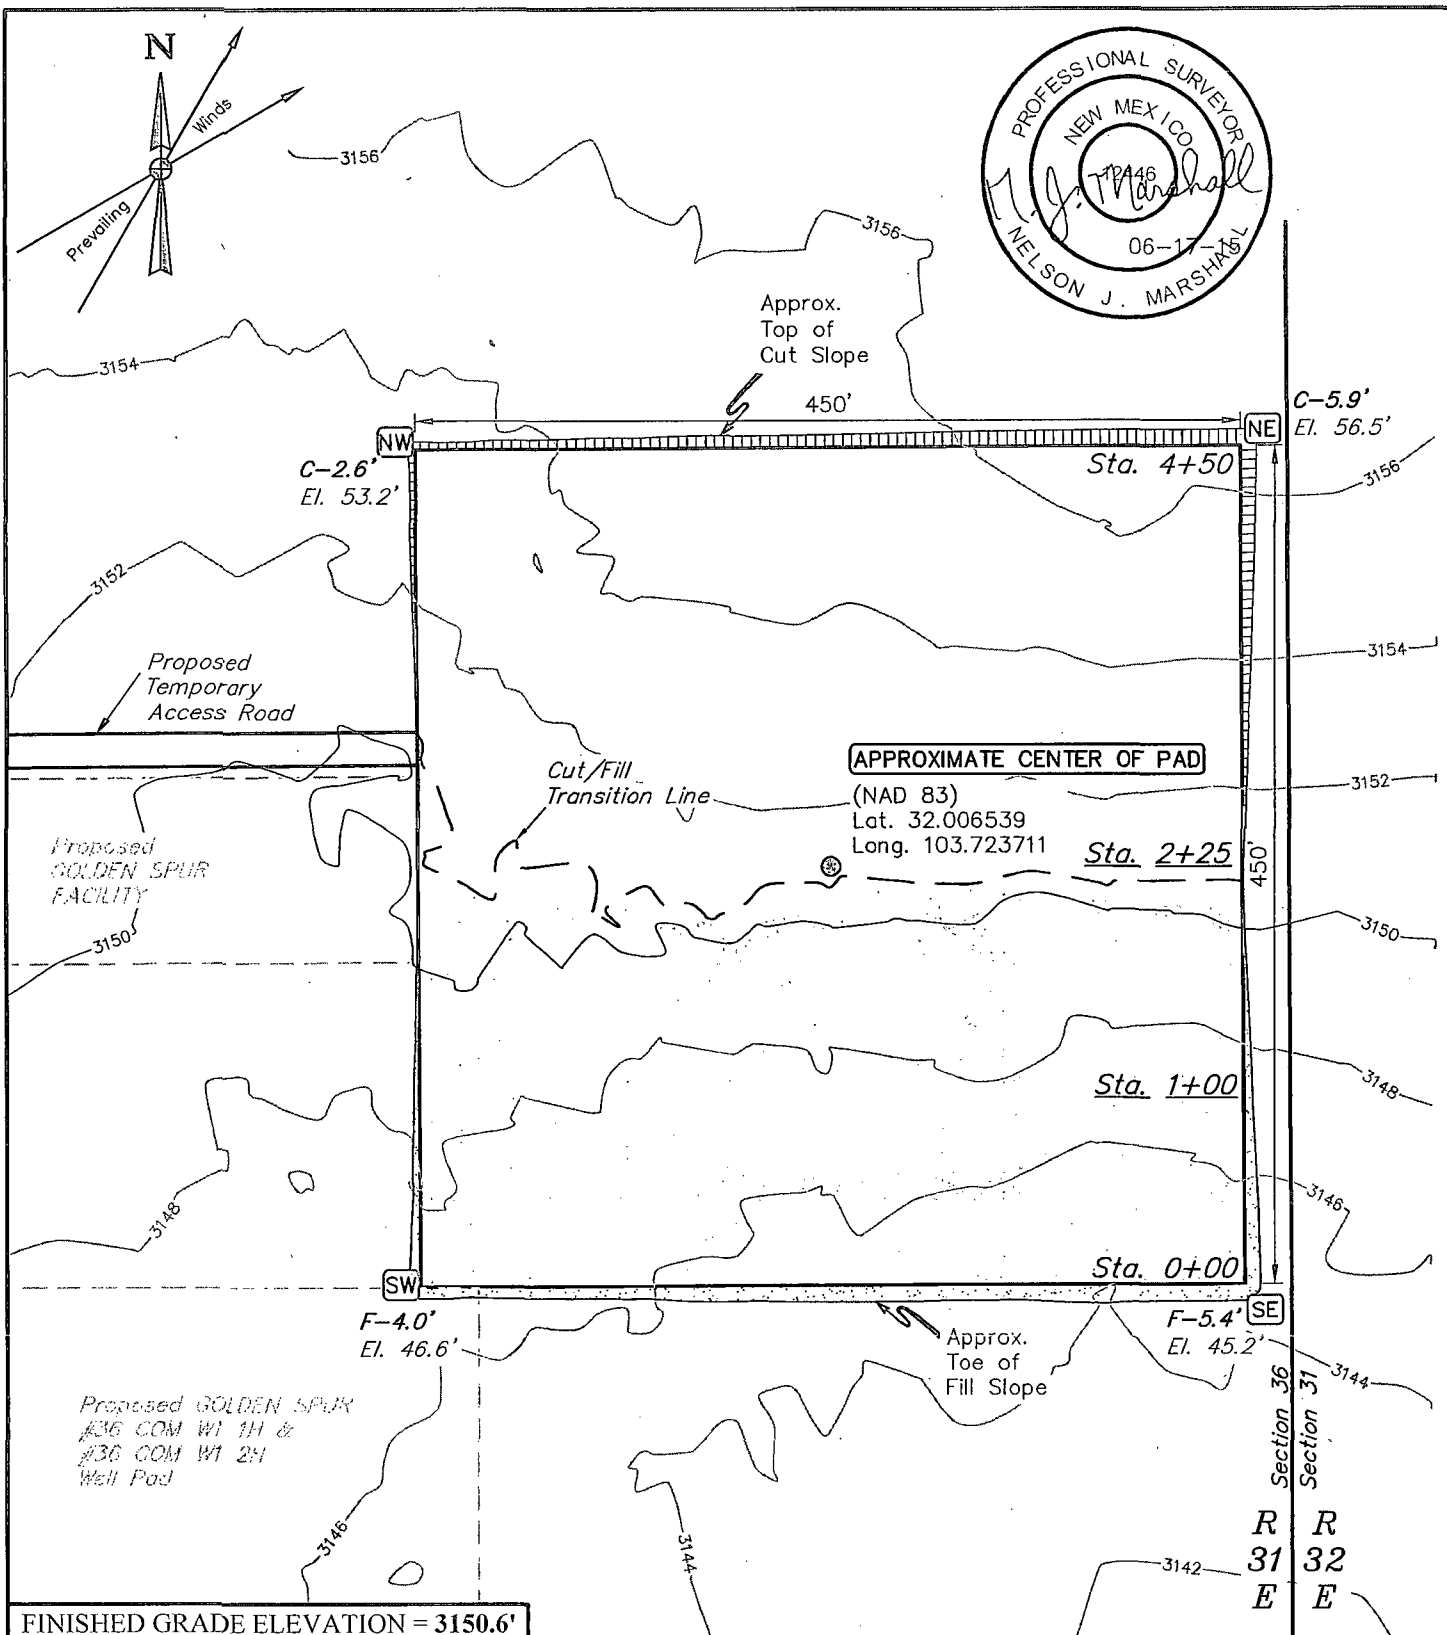 N
Winds
Prevailing
PROFESSIONAL SURVEYOR
NEW MEXICO
12446
N. J. Marshall
06-17-15
NELSON J. MARSHALL
3156
3156
Approx.
Top of
Cut Slope
3154
450'
C-5.9'
El. 56.5'
NW
NE
C-2.6'
El. 53.2'
Sta. 4+50
3156
3152
Proposed
Temporary
Access Road
3154
Cut/Fill
Transition Line
APPROXIMATE CENTER OF PAD
(NAD 83)
Lat. 32.006539
Long. 103.723711
3152
Sta. 2+25
450'
Proposed
GOLDEN SPUR
FACILITY
3150
3150
3148
Sta. 1+00
3148
3146
Sta. 0+00
SW
SE
F-4.0'
El. 46.6'
F-5.4'
El. 45.2'
Approx.
Toe of
Fill Slope
3144
Section 36
Section 31
Proposed GOLDEN SPUR
#36 COM W1 1H &
#36 COM W1 2H
Well Pad
3146
3144
3142
R R
31 32
E E
FINISHED GRADE ELEVATION = 3150.6'